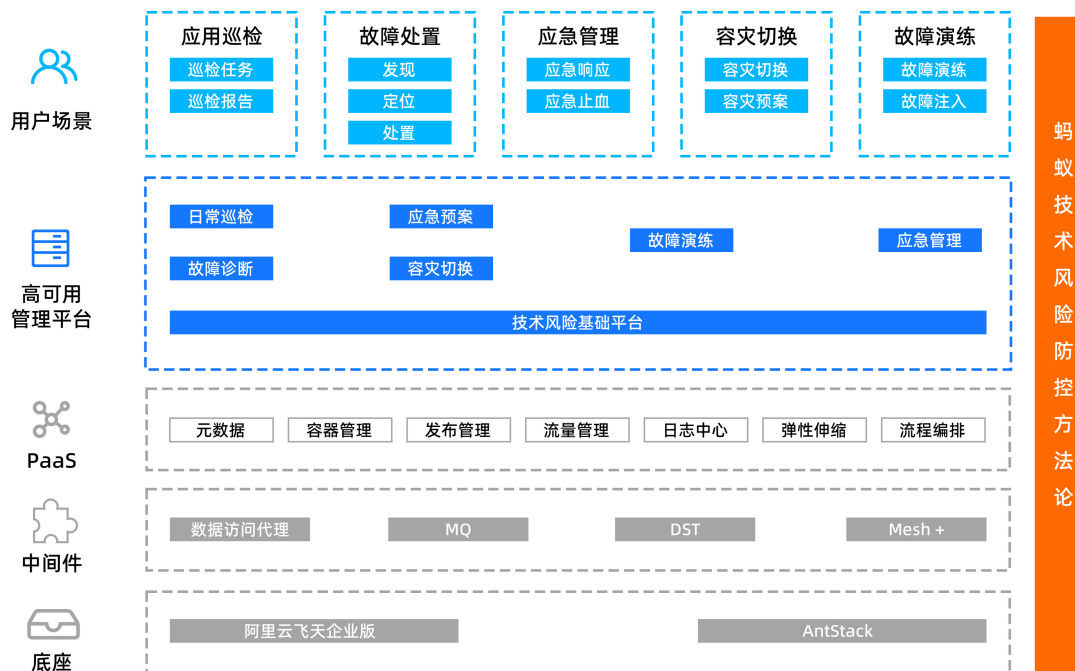 用户场景
应用巡检
巡检任务
巡检报告
故障处置
发现
定位
处置
应急管理
应急响应
应急止血
容灾切换
容灾切换
容灾预案
故障演练
故障演练
故障注入
高可用
管理平台
日常巡检
应急预案
故障演练
应急管理
故障诊断
容灾切换
技术风险基础平台
PaaS
元数据
容器管理
发布管理
流量管理
日志中心
弹性伸缩
流程编排
中间件
数据访问代理
MQ
DST
Mesh +
底座
阿里云飞天企业版
AntStack
蚂蚁技术风险防控方法论